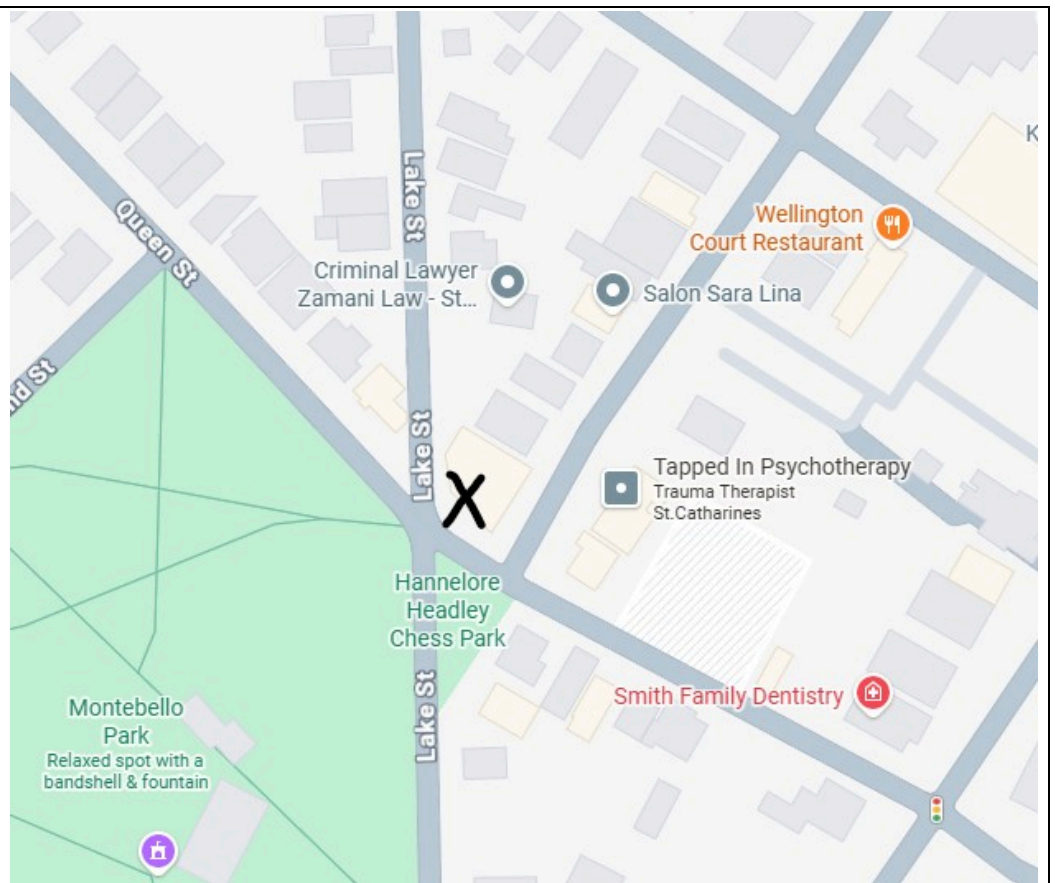 Lake St
Queen St
K
Wellington
Court Restaurant
Criminal Lawyer
Zamani Law - St...
Salon Sara Lina
nd St
Lake St
X
Tapped In Psychotherapy
Trauma Therapist
St.Catharines
Hannelore
Headley
Chess Park
Lake St
Smith Family Dentistry
Montebello
Park
Relaxed spot with a
bandshell & fountain